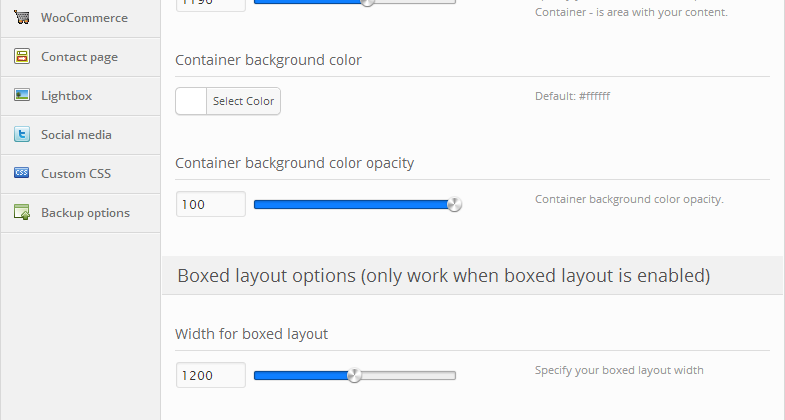 WooCommerce
Contact page
Lightbox
Social media
Custom CSS
Backup options
1190
Container - is area with your content.
Container background color
Select Color
Default: #ffffff
Container background color opacity
100
Container background color opacity.
Boxed layout options (only work when boxed layout is enabled)
Width for boxed layout
1200
Specify your boxed layout width